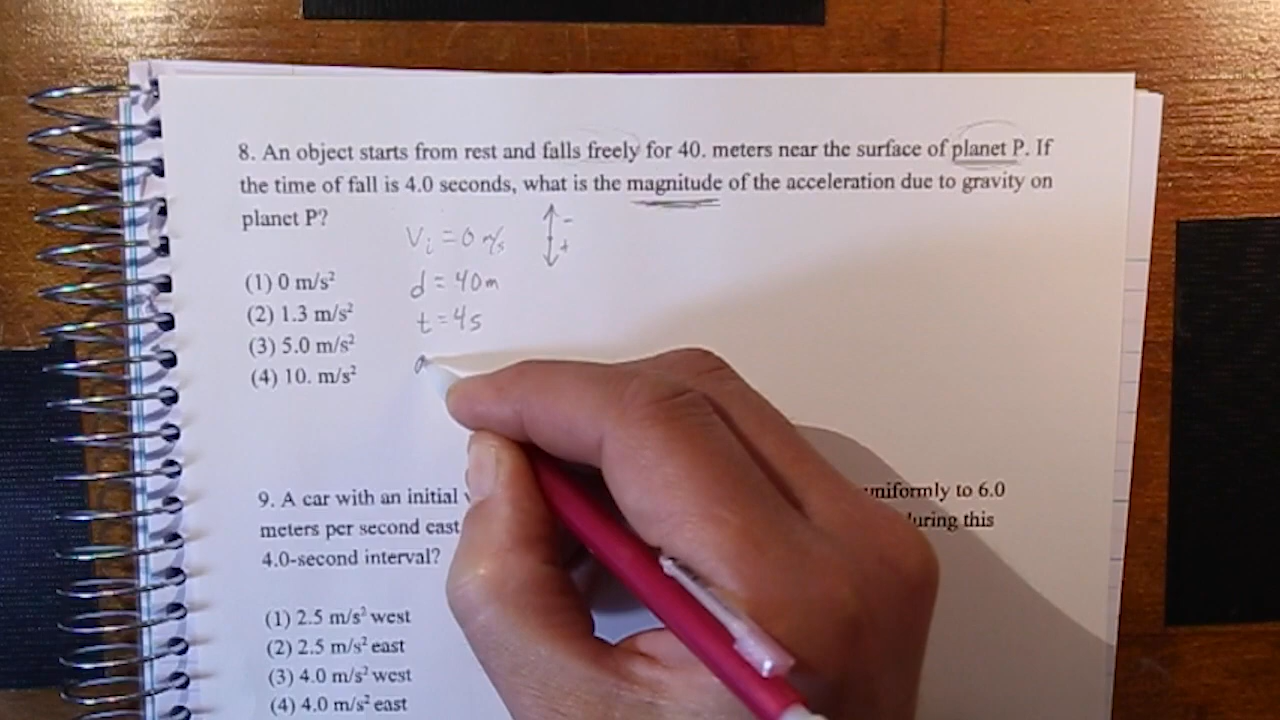 8. An object starts from rest and falls freely for 40. meters near the surface of planet P. If
the time of fall is 4.0 seconds, what is the magnitude of the acceleration due to gravity on
planet P?
Vi = 0 m/s
-
+
(1) 0 m/s²
d = 40m
(2) 1.3 m/s²
t = 4s
(3) 5.0 m/s²
a
(4) 10. m/s²
9. A car with an initial uniformly to 6.0
meters per second east during this
4.0-second interval?
(1) 2.5 m/s² west
(2) 2.5 m/s² east
(3) 4.0 m/s² west
(4) 4.0 m/s² east